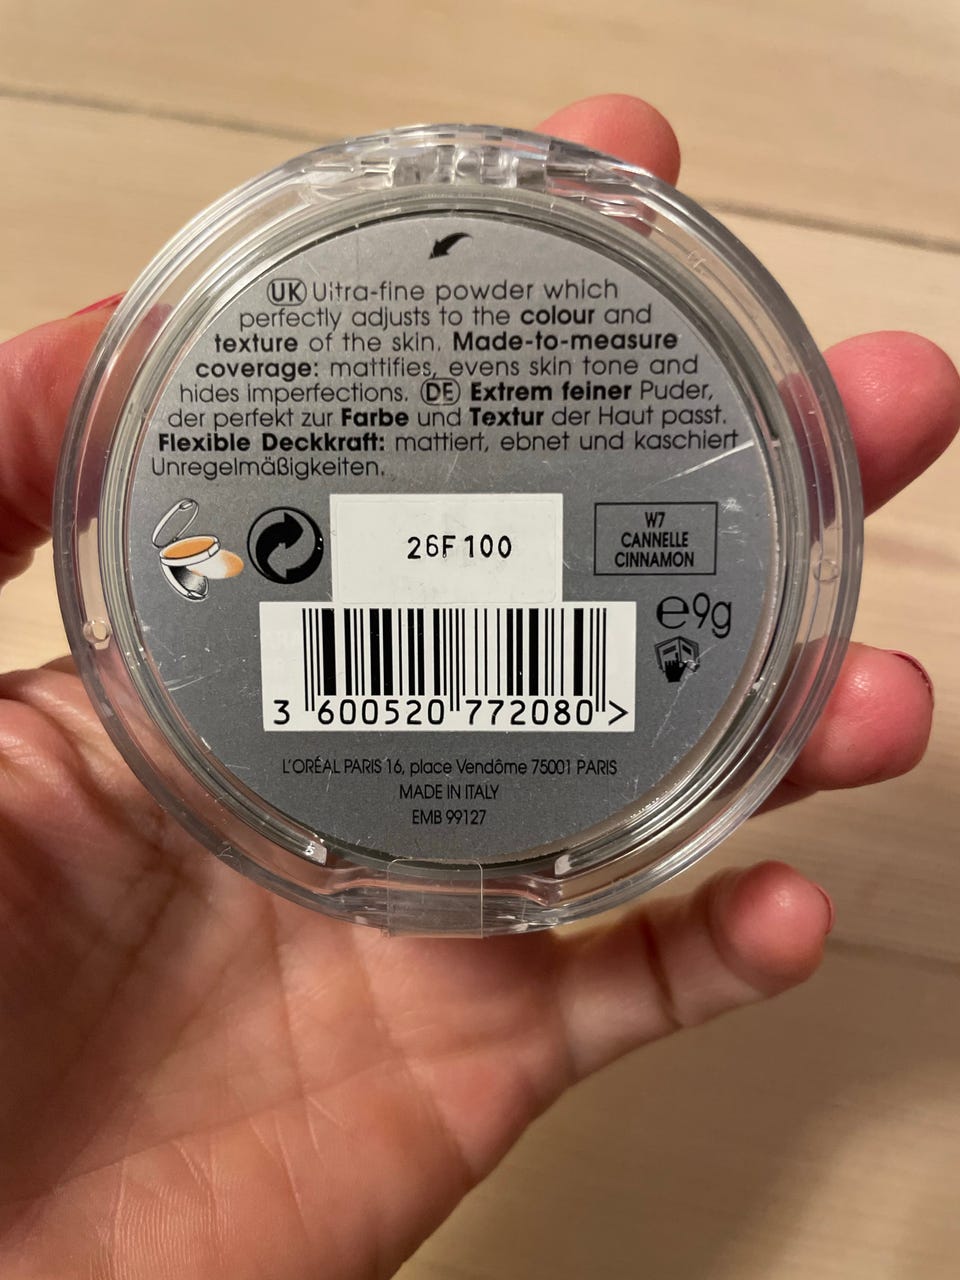 UK Ultra-fine powder which
perfectly adjusts to the colour and
texture of the skin. Made-to-measure
coverage: mattifies, evens skin tone and
hides imperfections. DE Extrem feiner Puder,
der perfekt zur Farbe und Textur der Haut passt.
Flexible Deckkraft: mattiert, ebnet und kaschiert
Unregelmäßigkeiten.
26F100
W7
CANNELLE
CINNAMON
℮9g
3 600520 772080 >
L'ORÉAL PARIS 16, place Vendôme 75001 PARIS
MADE IN ITALY
EMB 99127